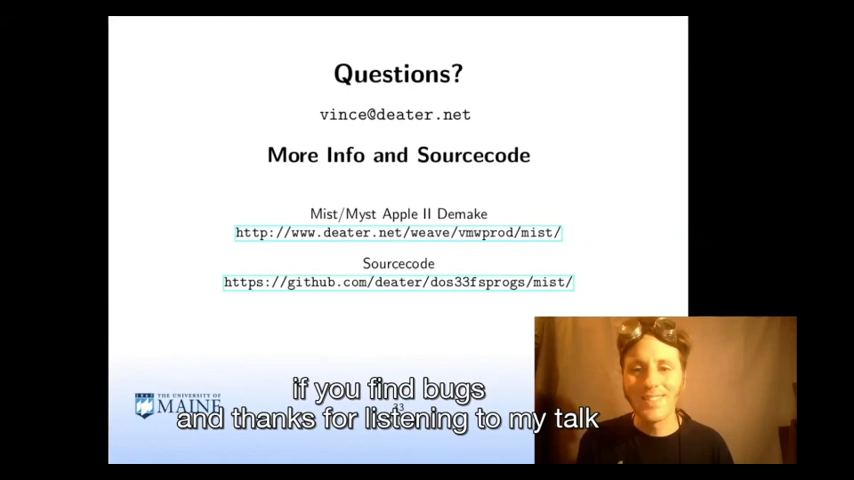 Questions?
vince@deater.net
More Info and Sourcecode
Mist/Myst Apple II Demake
http://www.deater.net/weave/vmwprod/mist/
Sourcecode
https://github.com/deater/dos33fsprogs/mist/
THE UNIVERSITY OF
MAINE
33
if you find bugs
and thanks for listening to my talk